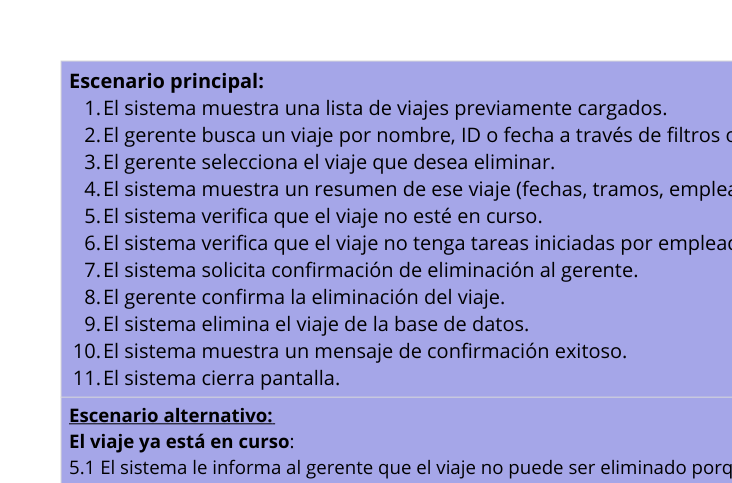 Escenario principal:
1. El sistema muestra una lista de viajes previamente cargados.
2. El gerente busca un viaje por nombre, ID o fecha a través de filtros
3. El gerente selecciona el viaje que desea eliminar.
4. El sistema muestra un resumen de ese viaje (fechas, tramos,
5. El sistema verifica que el viaje no esté en curso.
6. El sistema verifica que el viaje no tenga tareas iniciadas por
7. El sistema solicita confirmación de eliminación al gerente.
8. El gerente confirma la eliminación del viaje.
9. El sistema elimina el viaje de la base de datos.
10. El sistema muestra un mensaje de confirmación exitoso.
11. El sistema cierra pantalla.
Escenario alternativo:
El viaje ya está en curso:
5.1 El sistema le informa al gerente que el viaje no puede ser eliminado